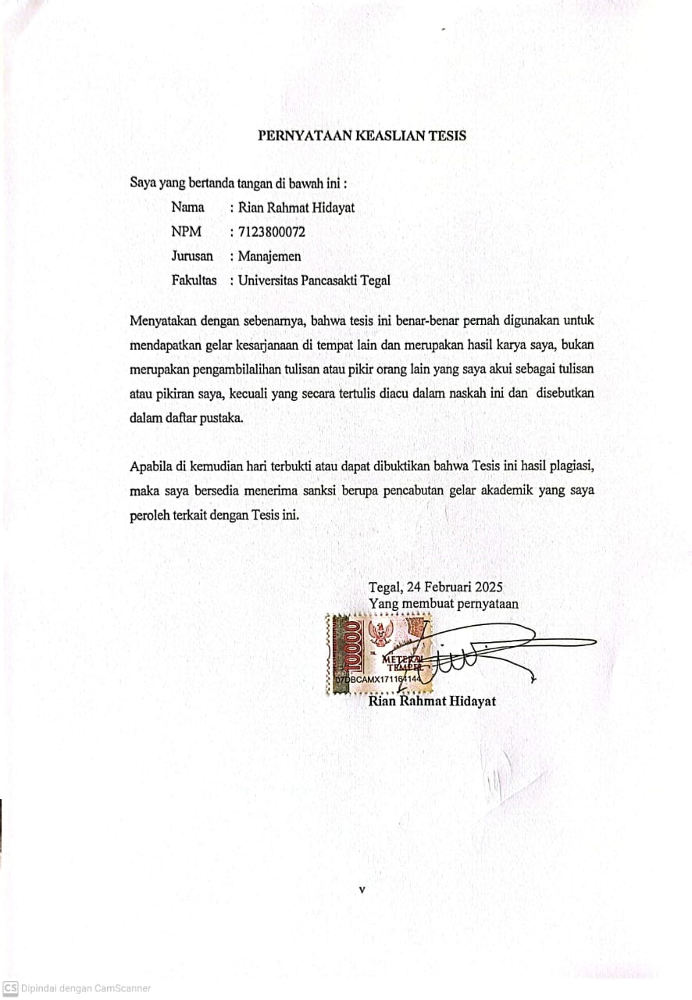 PERNYATAAN KEASLIAN TESIS
Saya yang bertanda tangan di bawah ini :
Nama : Rian Rahmat Hidayat
NPM : 7123800072
Jurusan : Manajemen
Fakultas : Universitas Pancasakti Tegal
Menyatakan dengan sebenarnya, bahwa tesis ini benar-benar pernah digunakan untuk
mendapatkan gelar kesarjanaan di tempat lain dan merupakan hasil karya saya, bukan
merupakan pengambilalihan tulisan atau pikir orang lain yang saya akui sebagai tulisan
atau pikiran saya, kecuali yang secara tertulis diacu dalam naskah ini dan disebutkan
dalam daftar pustaka.
Apabila di kemudian hari terbukti atau dapat dibuktikan bahwa Tesis ini hasil plagiasi,
maka saya bersedia menerima sanksi berupa pencabutan gelar akademik yang saya
peroleh terkait dengan Tesis ini.
Tegal, 24 Februari 2025
Yang membuat pernyataan
10000
METERAI
TEMPEL
07DBCAMX171164144
Rian Rahmat Hidayat
v
CS Dipindai dengan CamScanner